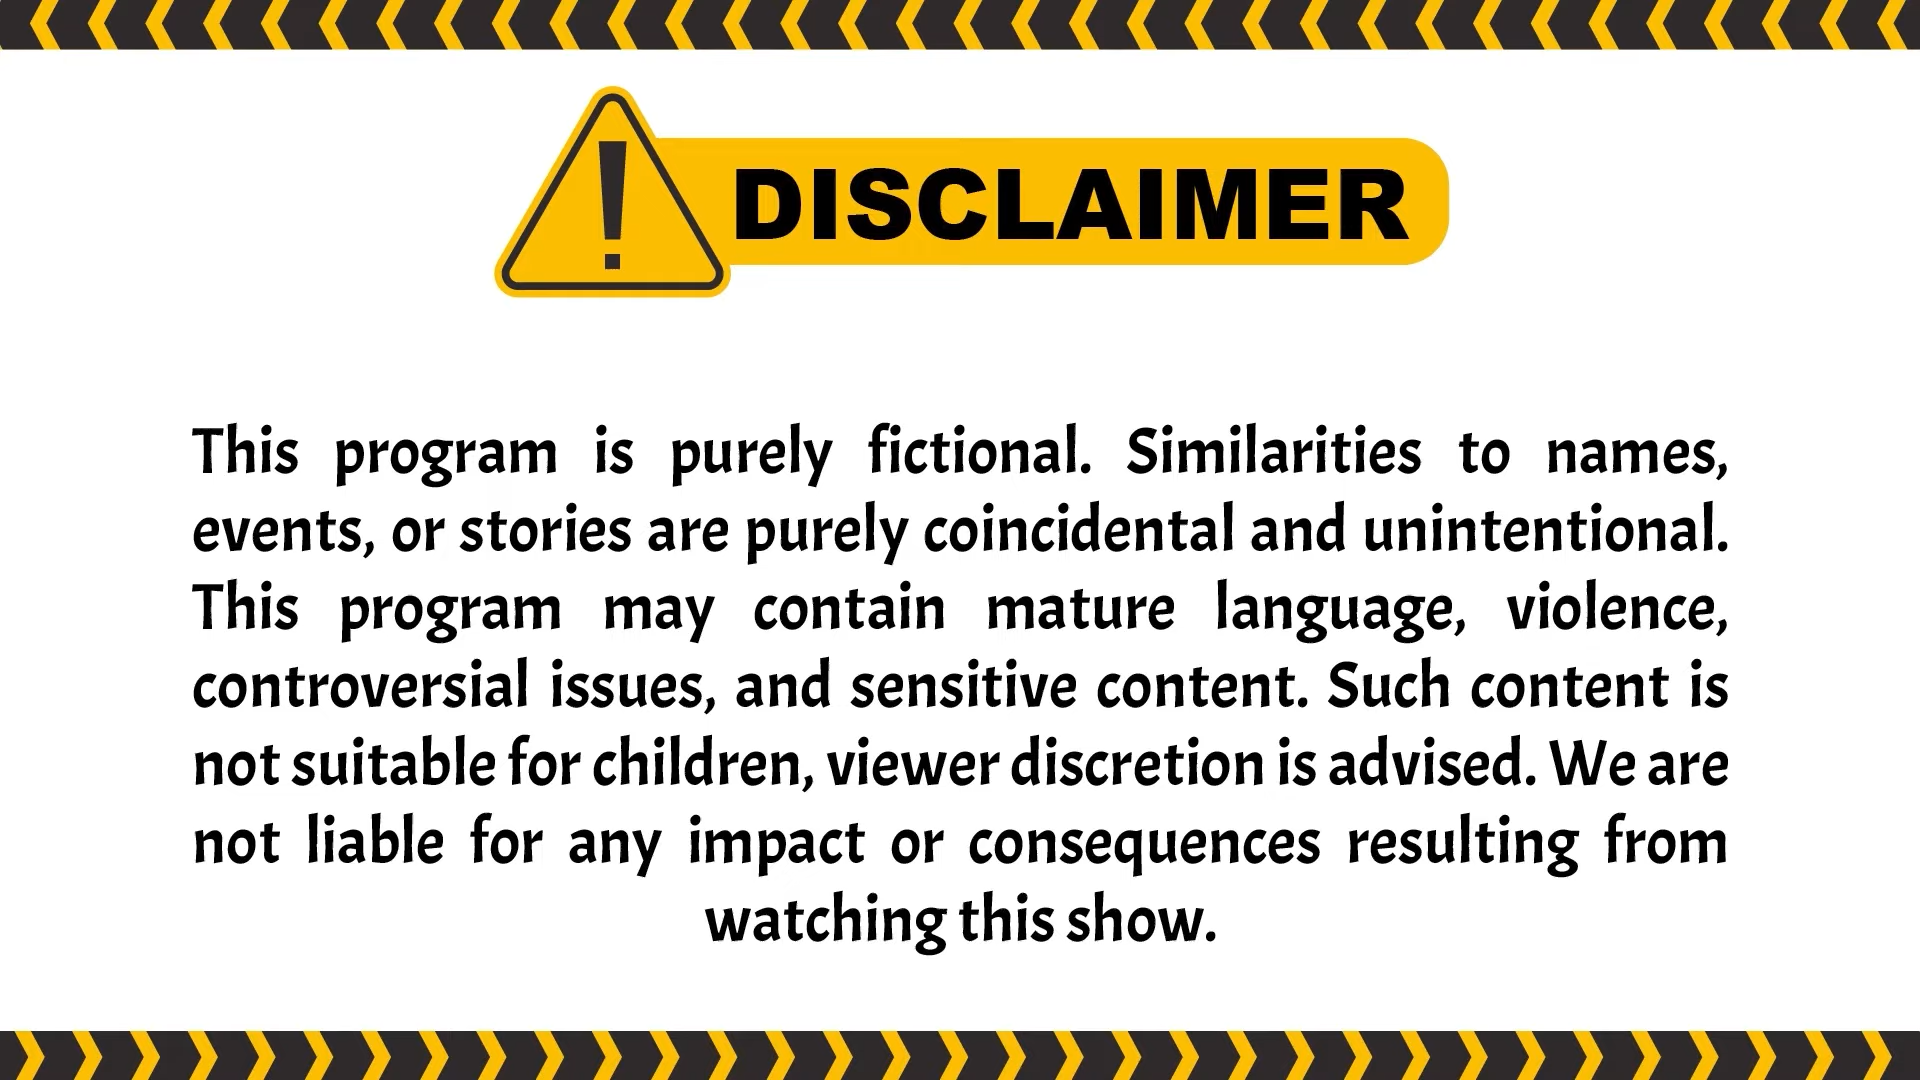 DISCLAIMER
This program is purely fictional. Similarities to names,
events, or stories are purely coincidental and unintentional.
This program may contain mature language, violence,
controversial issues, and sensitive content. Such content is
not suitable for children, viewer discretion is advised. We are
not liable for any impact or consequences resulting from
watching this show.